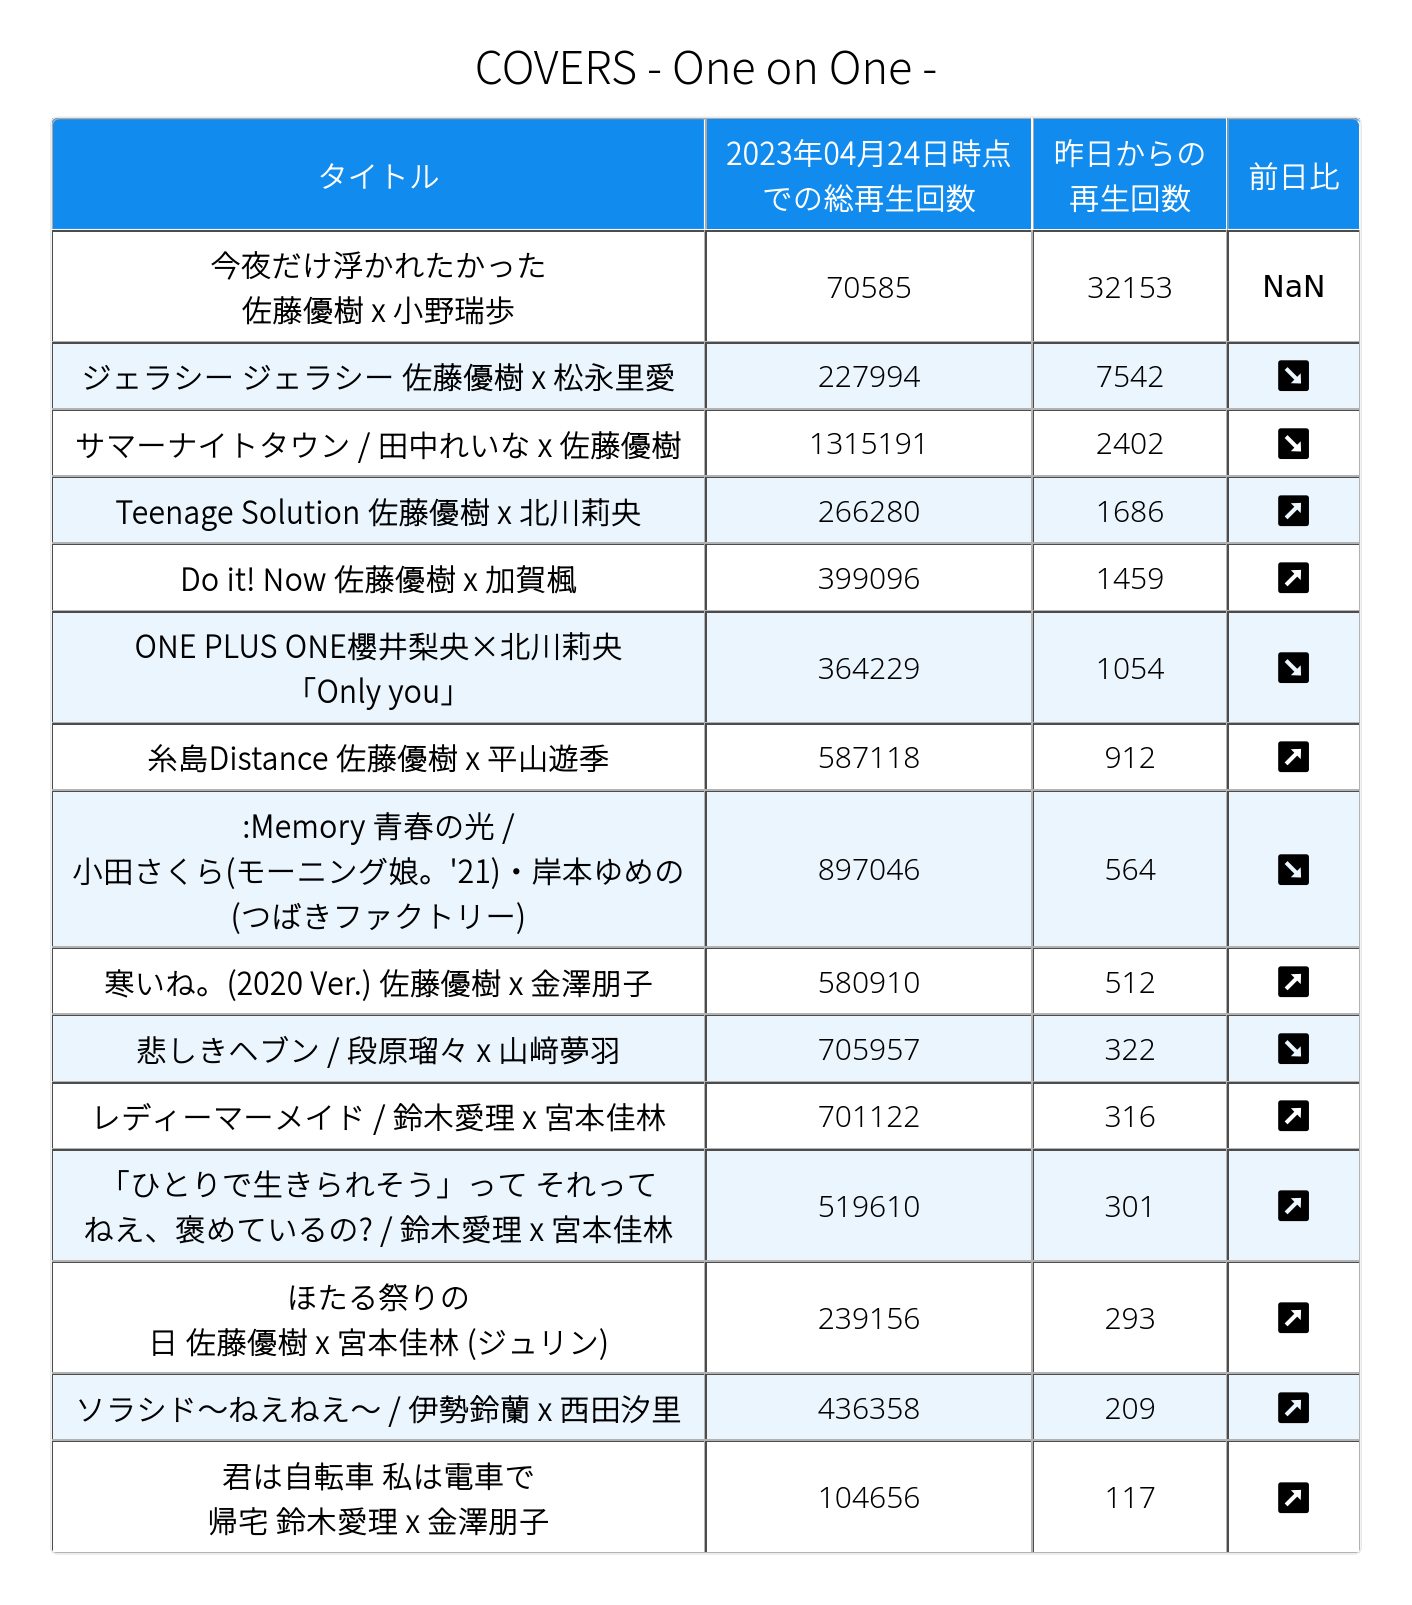 COVERS - One on One -
タイトル
2023年04月24日時点
での総再生回数
昨日からの
再生回数
前日比
今夜だけ浮かれたかった
佐藤優樹 x 小野瑞歩
70585
32153
NaN
ジェラシー ジェラシー 佐藤優樹 x 松永里愛
227994
7542
サマーナイトタウン / 田中れいな x 佐藤優樹
1315191
2402
Teenage Solution 佐藤優樹 x 北川莉央
266280
1686
Do it! Now 佐藤優樹 x 加賀楓
399096
1459
ONE PLUS ONE櫻井梨央×北川莉央
「Only you」
364229
1054
糸島Distance 佐藤優樹 x 平山遊季
587118
912
:Memory 青春の光 /
小田さくら(モーニング娘。'21)・岸本ゆめの
(つばきファクトリー)
897046
564
寒いね。(2020 Ver.) 佐藤優樹 x 金澤朋子
580910
512
悲しきヘブン / 段原瑠々 x 山﨑夢羽
705957
322
レディーマーメイド / 鈴木愛理 x 宮本佳林
701122
316
「ひとりで生きられそう」って それって
ねえ、褒めているの? / 鈴木愛理 x 宮本佳林
519610
301
ほたる祭りの
日 佐藤優樹 x 宮本佳林 (ジュリン)
239156
293
ソラシド～ねえねえ～ / 伊勢鈴蘭 x 西田汐里
436358
209
君は自転車 私は電車で
帰宅 鈴木愛理 x 金澤朋子
104656
117